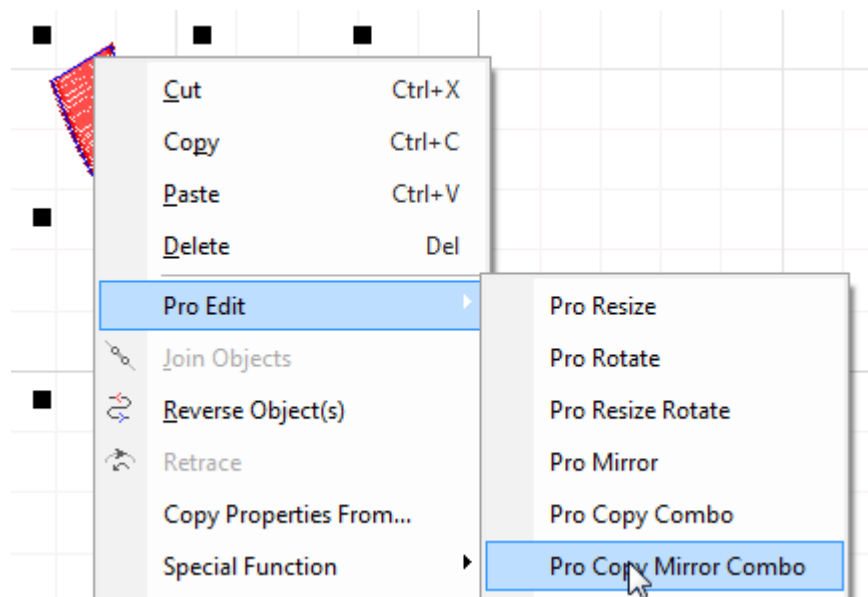 Cut Ctrl+X
Copy Ctrl+C
Paste Ctrl+V
Delete Del
Pro Edit
Join Objects
Reverse Object(s)
Retrace
Copy Properties From...
Special Function
Pro Resize
Pro Rotate
Pro Resize Rotate
Pro Mirror
Pro Copy Combo
Pro Copy Mirror Combo